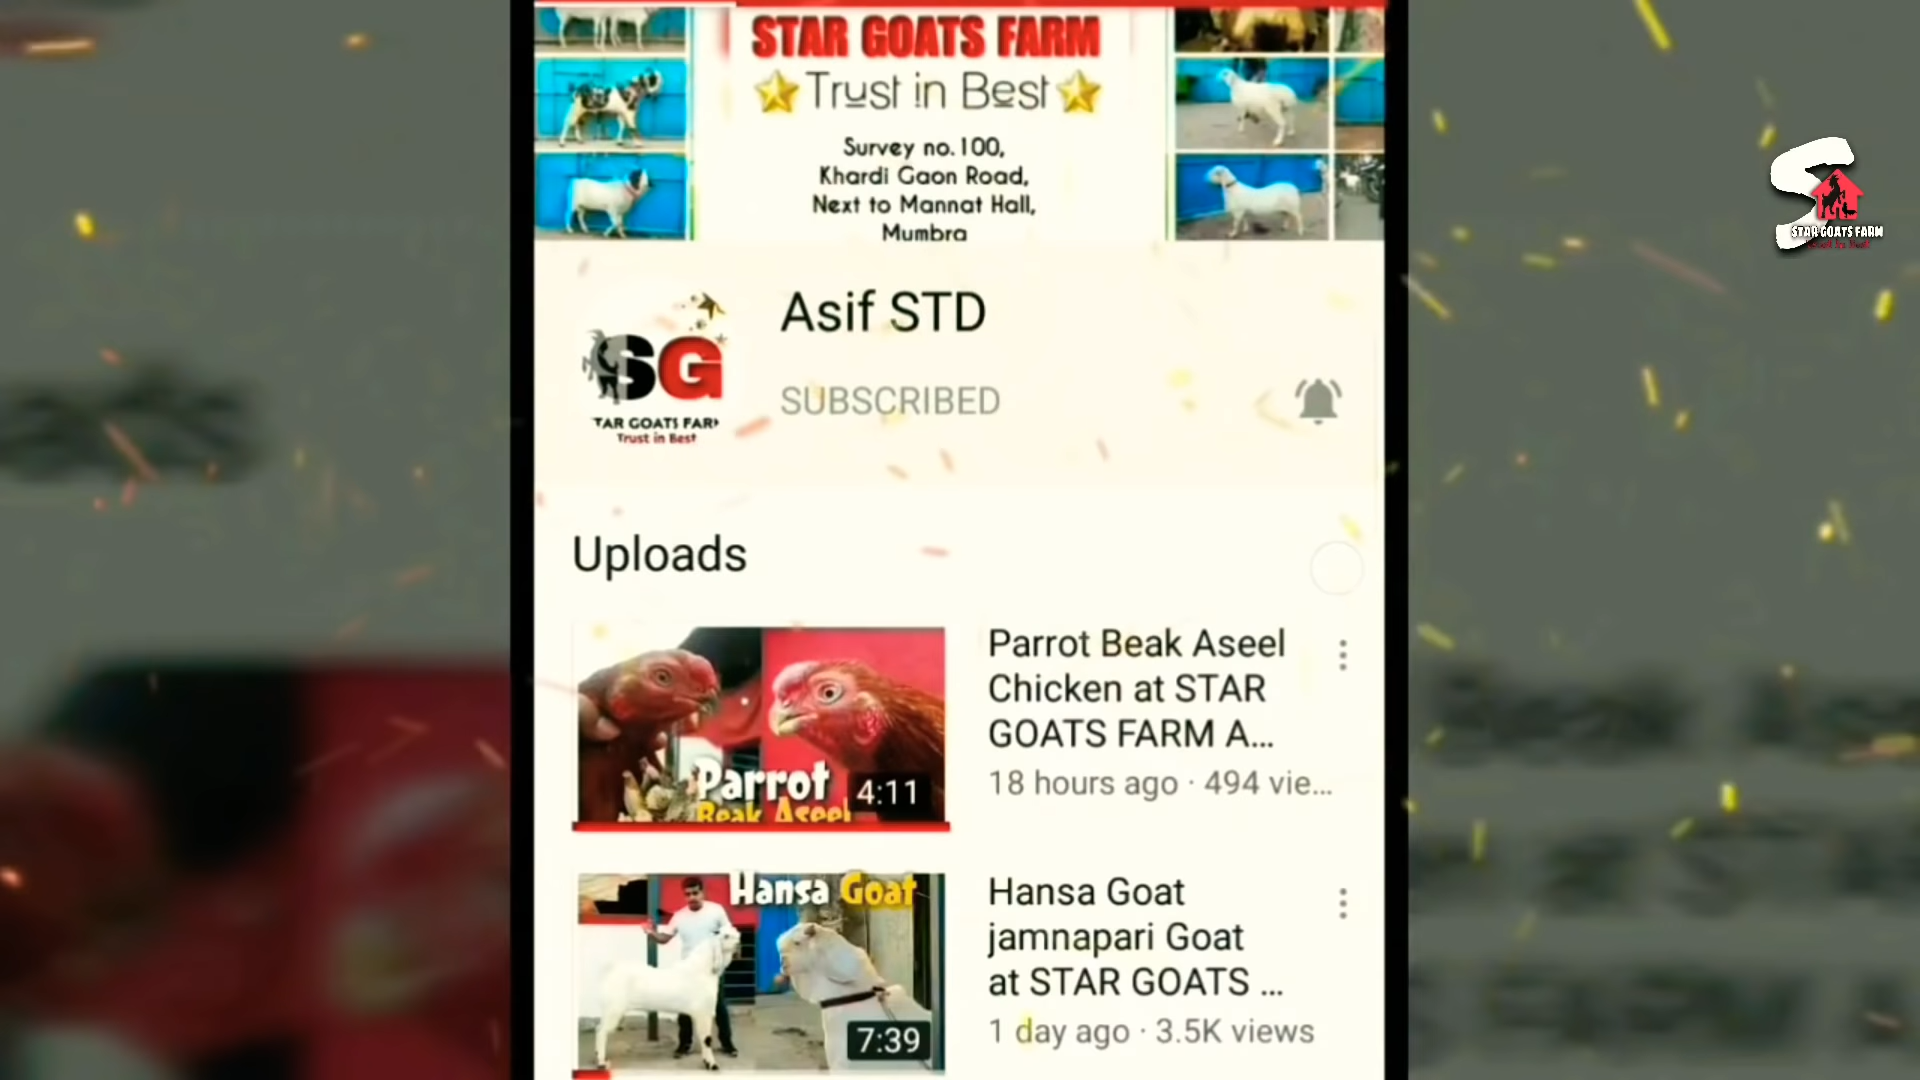 STAR GOATS FARM
Trust in Best
Survey no.100,
Khardi Gaon Road,
Next to Mannat Hall,
Mumbra
Asif STD
SUBSCRIBED
SG
TAR GOATS FAR
Trust in Best
Uploads
Parrot Beak Aseel
Chicken at STAR
GOATS FARM A...
18 hours ago · 494 vie...
Parrot
Beak Aseel
4:11
Hansa Goat
jamnapari Goat
at STAR GOATS ...
1 day ago · 3.5K views
Hansa Goat
7:39
S
STAR GOATS FARM